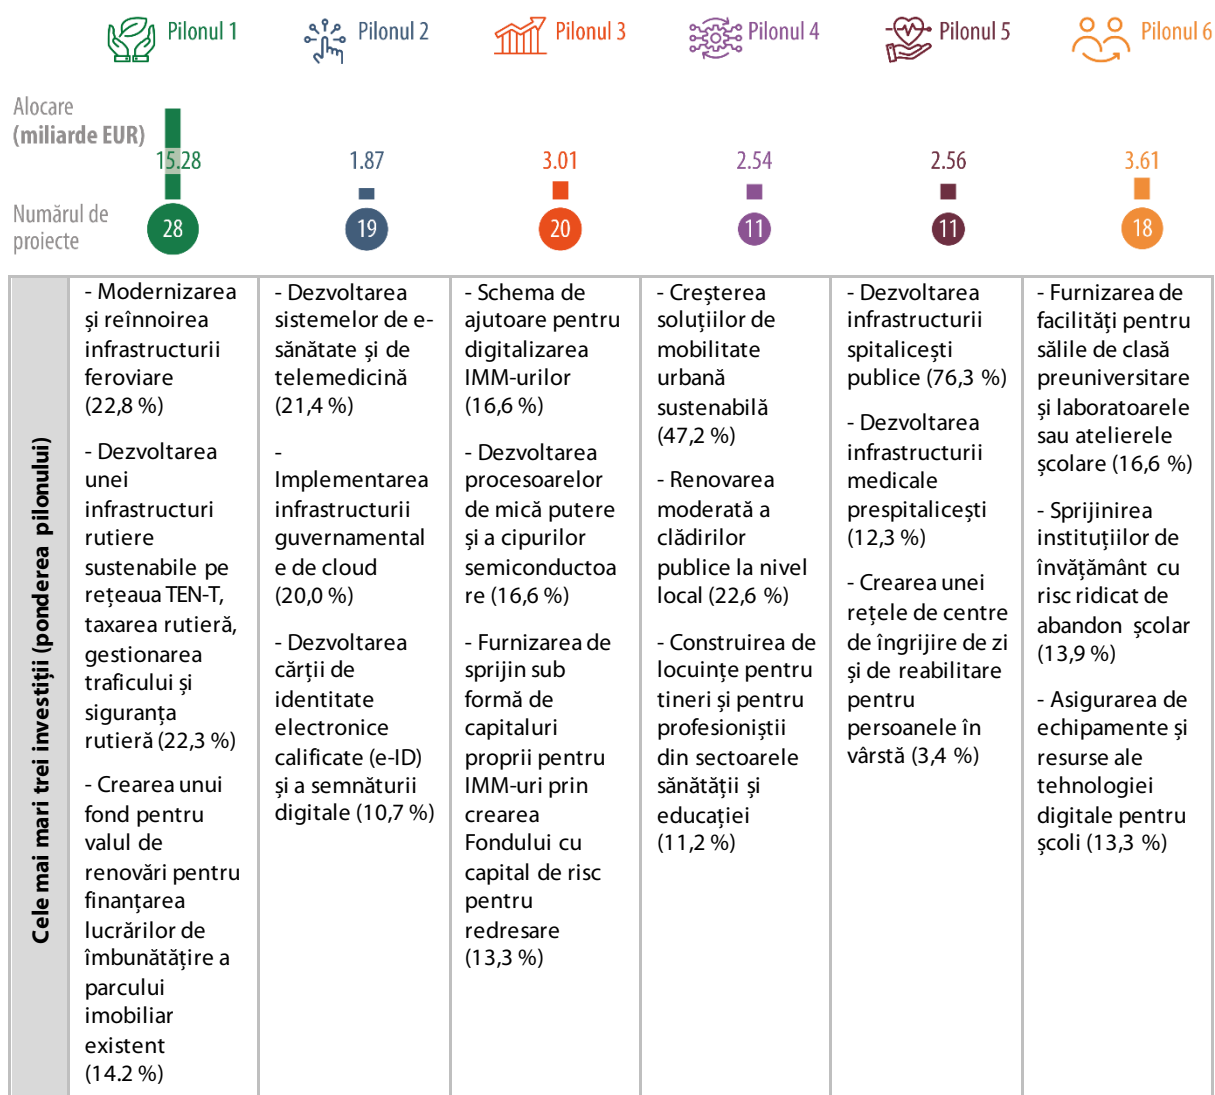 Pilonul 1
Pilonul 2
Pilonul 3
Pilonul 4
Pilonul 5
Pilonul 6
Alocare
(miliarde EUR)
15.28
1.87
3.01
2.54
2.56
3.61
Numărul de
proiecte
28
19
20
11
11
18
Cele mai mari trei investiții (ponderea pilonului)
- Modernizarea
și reînnoirea
infrastructurii
feroviare
(22,8 %)
- Dezvoltarea
unei
infrastructuri
rutiere
sustenabile pe
rețeaua TEN-T,
taxarea rutieră,
gestionarea
traficului și
siguranța
rutieră (22,3 %)
- Crearea unui
fond pentru
valul de
renovări pentru
finanțarea
lucrărilor de
îmbunătățire a
parcului
imobiliar
existent
(14.2 %)
- Dezvoltarea
sistemelor de e-
sănătate și de
telemedicină
(21,4 %)
-
Implementarea
infrastructurii
guvernamental
e de cloud
(20,0 %)
- Dezvoltarea
cărții de
identitate
electronice
calificate (e-ID)
și a semnăturii
digitale (10,7 %)
- Schema de
ajutoare pentru
digitalizarea
IMM-urilor
(16,6 %)
- Dezvoltarea
procesoarelor
de mică putere
și a cipurilor
semiconductoa
re (16,6 %)
- Furnizarea de
sprijin sub
formă de
capitaluri
proprii pentru
IMM-uri prin
crearea
Fondului cu
capital de risc
pentru
redresare
(13,3 %)
- Creșterea
soluțiilor de
mobilitate
urbană
sustenabilă
(47,2 %)
- Renovarea
moderată a
clădirilor
publice la nivel
local (22,6 %)
- Construirea de
locuințe pentru
tineri și pentru
profesioniștii
din sectoarele
sănătății și
educației
(11,2 %)
- Dezvoltarea
infrastructurii
spitalicești
publice (76,3 %)
- Dezvoltarea
infrastructurii
medicale
prespitalicești
(12,3 %)
- Crearea unei
rețele de centre
de îngrijire de zi
și de reabilitare
pentru
persoanele în
vârstă (3,4 %)
- Furnizarea de
facilități pentru
sălile de clasă
preuniversitare
și laboratoarele
sau atelierele
școlare (16,6 %)
- Sprijinirea
instituțiilor de
învățământ cu
risc ridicat de
abandon școlar
(13,9 %)
- Asigurarea de
echipamente și
resurse ale
tehnologiei
digitale pentru
școli (13,3 %)